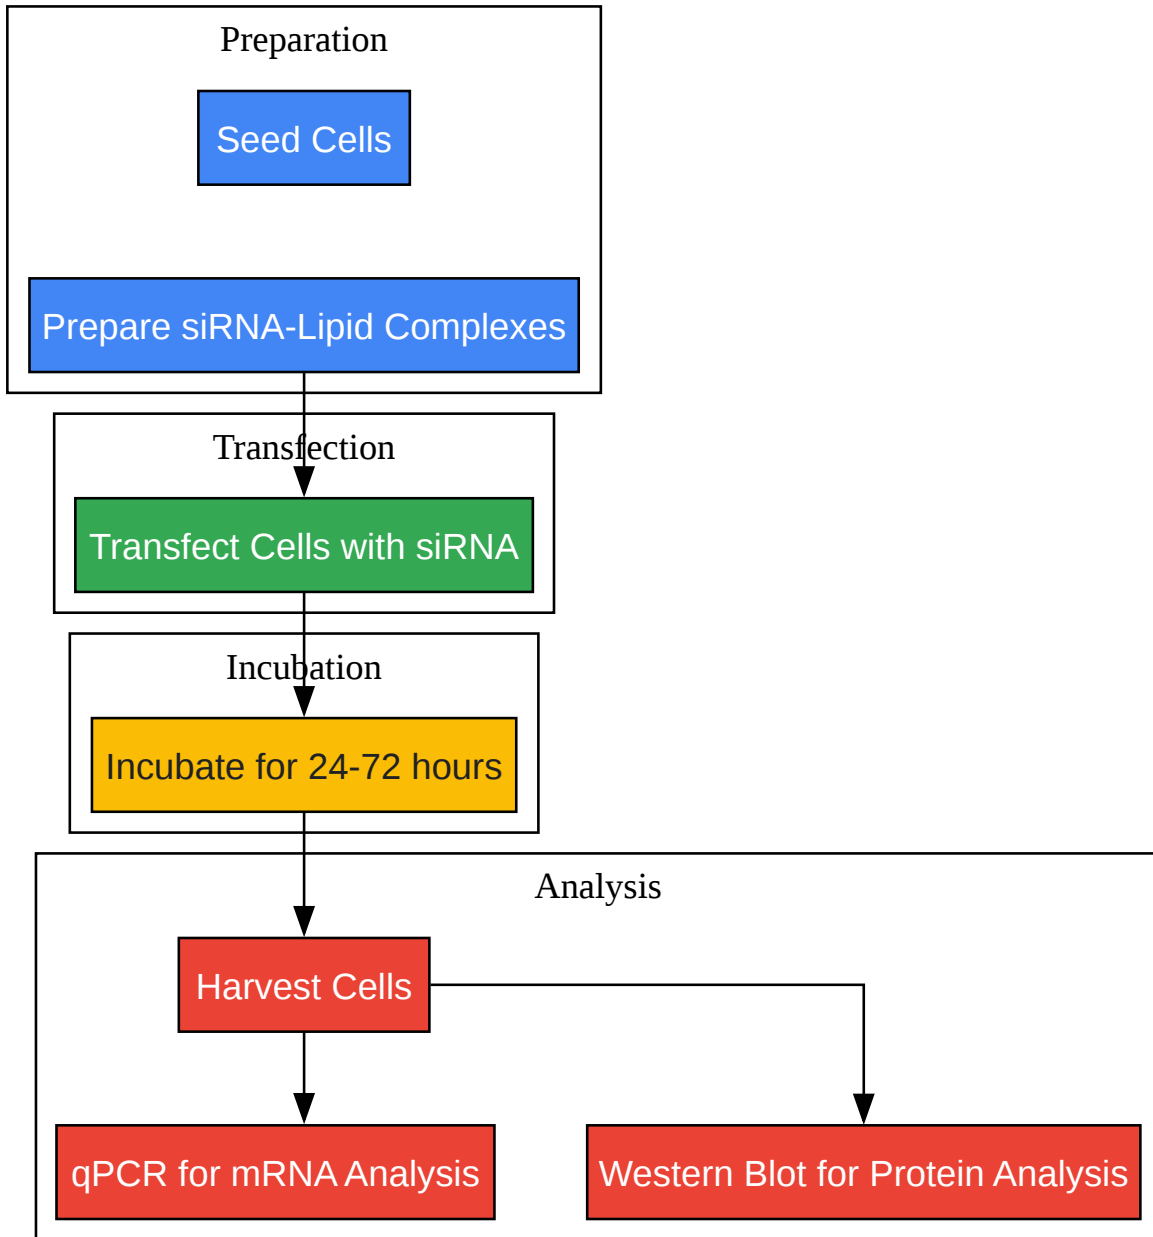 Preparation
Seed Cells
Prepare siRNA-Lipid Complexes
Transfection
Transfect Cells with siRNA
Incubation
Incubate for 24-72 hours
Analysis
Harvest Cells
qPCR for mRNA Analysis
Western Blot for Protein Analysis